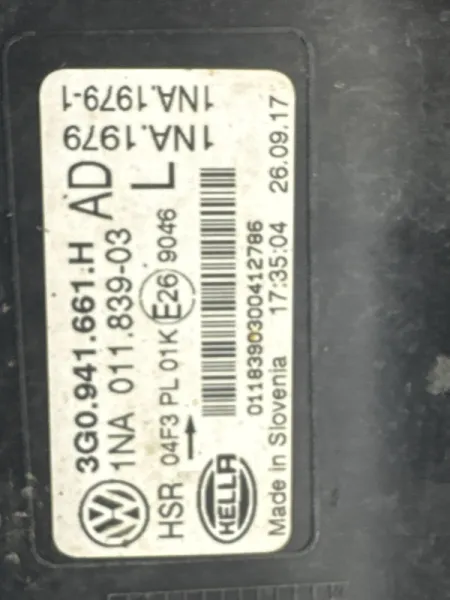 3G0.941.661.H AD
1NA 011.839-03 L
HSR 04F3 PL 01K E26 9046
HELLA
0118390300412786
Made in Slovenia 17:35:04 26.09.17
1NA.1979
1NA.1979-1